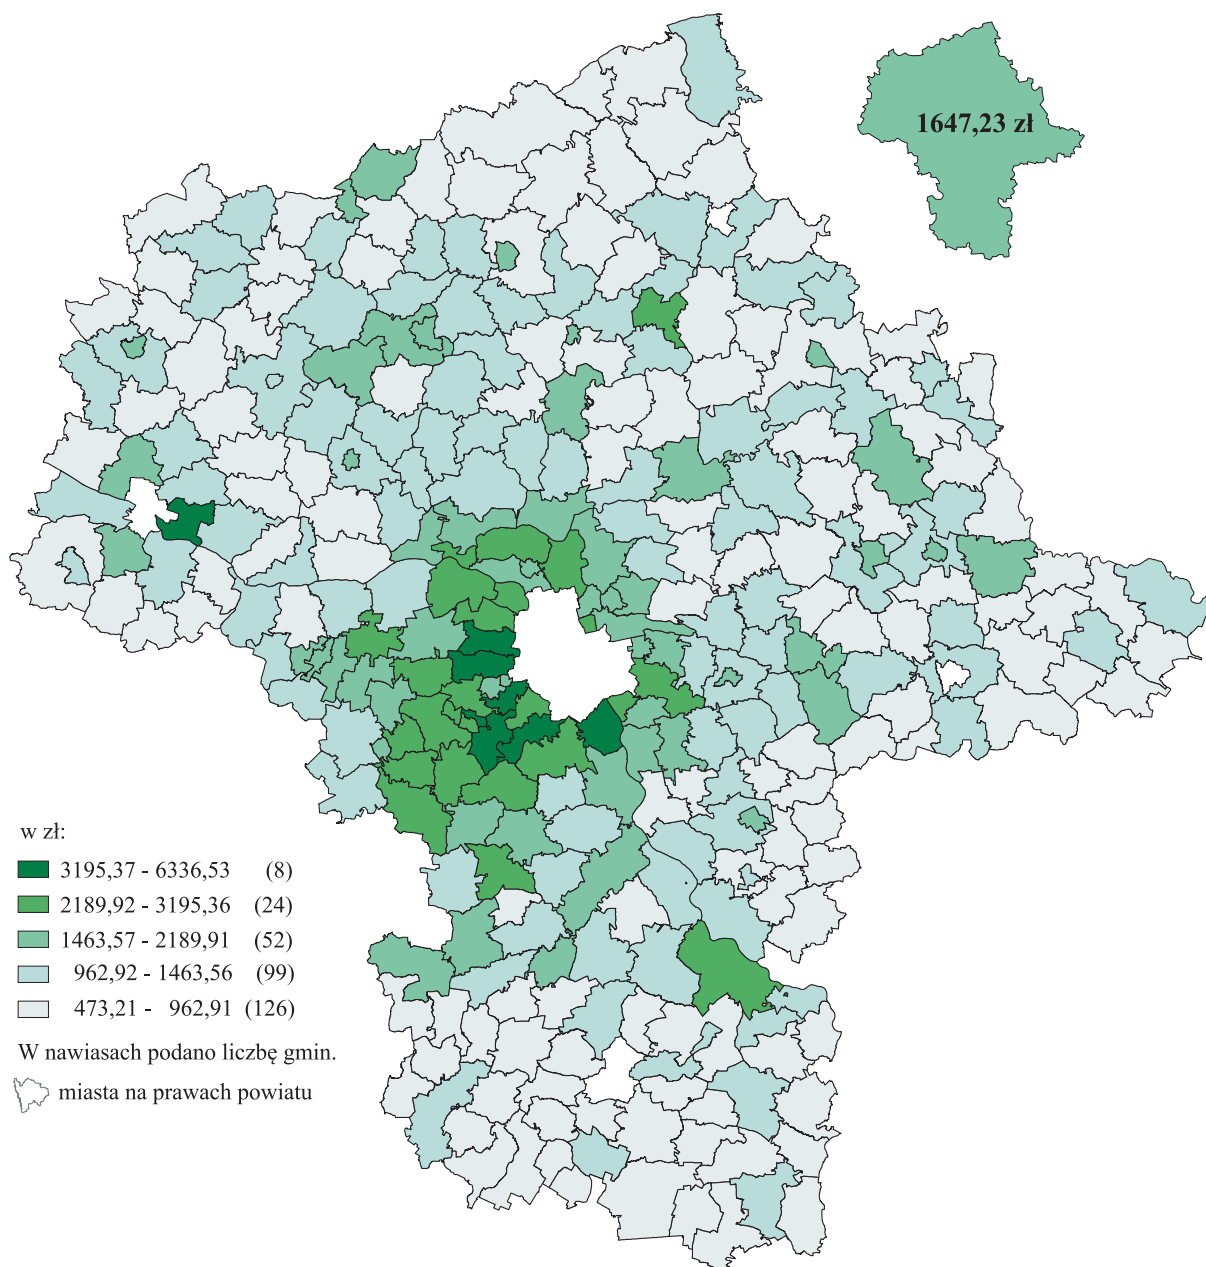 1647,23 zł
w zł:
3195,37 - 6336,53 (8)
2189,92 - 3195,36 (24)
1463,57 - 2189,91 (52)
962,92 - 1463,56 (99)
473,21 - 962,91 (126)
W nawiasach podano liczbę gmin.
miasta na prawach powiatu